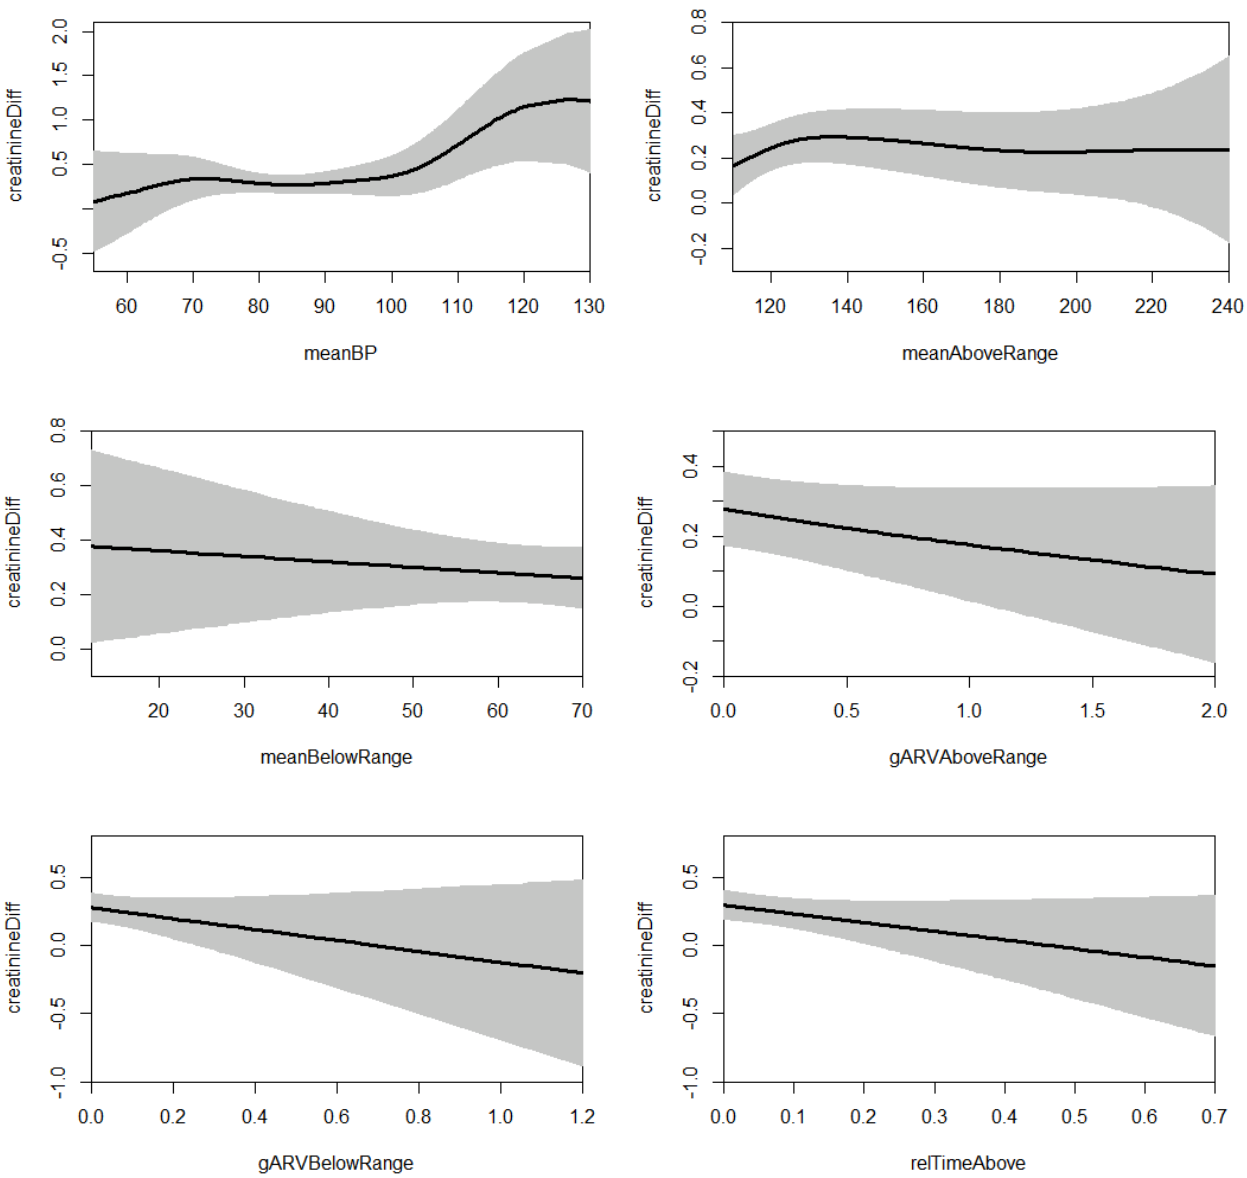 creatinineDiff
2.0
1.5
1.0
0.5
-0.5
60 70 80 90 100 110 120 130
meanBP
creatinineDiff
0.8
0.6
0.4
0.2
0.0
-0.2
120 140 160 180 200 220 240
meanAboveRange
creatinineDiff
0.8
0.6
0.4
0.2
0.0
20 30 40 50 60 70
meanBelowRange
creatinineDiff
0.4
0.2
0.0
-0.2
0.0 0.5 1.0 1.5 2.0
gARVAboveRange
creatinineDiff
0.5
0.0
-0.5
-1.0
0.0 0.2 0.4 0.6 0.8 1.0 1.2
gARVBelowRange
creatinineDiff
0.5
0.0
-0.5
-1.0
0.0 0.1 0.2 0.3 0.4 0.5 0.6 0.7
relTimeAbove